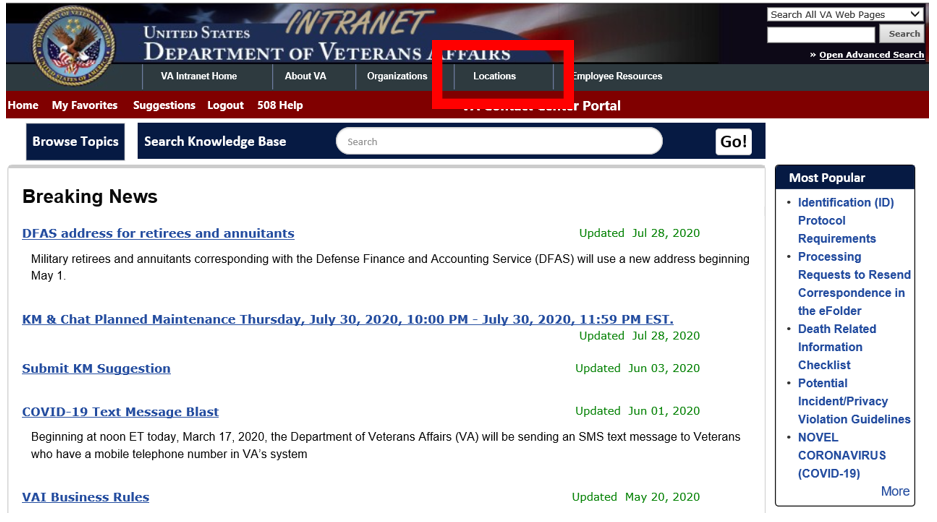 INTRANET
UNITED STATES
DEPARTMENT OF VETERANS AFFAIRS
Search All VA Web Pages
Search
» Open Advanced Search
VA Intranet Home
About VA
Organizations
Locations
Employee Resources
Home My Favorites Suggestions Logout 508 Help
Contact Center Portal
Browse Topics
Search Knowledge Base
Search
Go!
Breaking News
DFAS address for retirees and annuitants Updated Jul 28, 2020
Military retirees and annuitants corresponding with the Defense Finance and Accounting Service (DFAS) will use a new address beginning
May 1.
KM & Chat Planned Maintenance Thursday, July 30, 2020, 10:00 PM - July 30, 2020, 11:59 PM EST.
Updated Jul 28, 2020
Submit KM Suggestion Updated Jun 03, 2020
COVID-19 Text Message Blast Updated Jun 01, 2020
Beginning at noon ET today, March 17, 2020, the Department of Veterans Affairs (VA) will be sending an SMS text message to Veterans
who have a mobile telephone number in VA's system
VAI Business Rules Updated May 20, 2020
Most Popular
• Identification (ID)
Protocol
Requirements
• Processing
Requests to Resend
Correspondence in
the eFolder
• Death Related
Information
Checklist
• Potential
Incident/Privacy
Violation Guidelines
• NOVEL
CORONAVIRUS
(COVID-19)
More